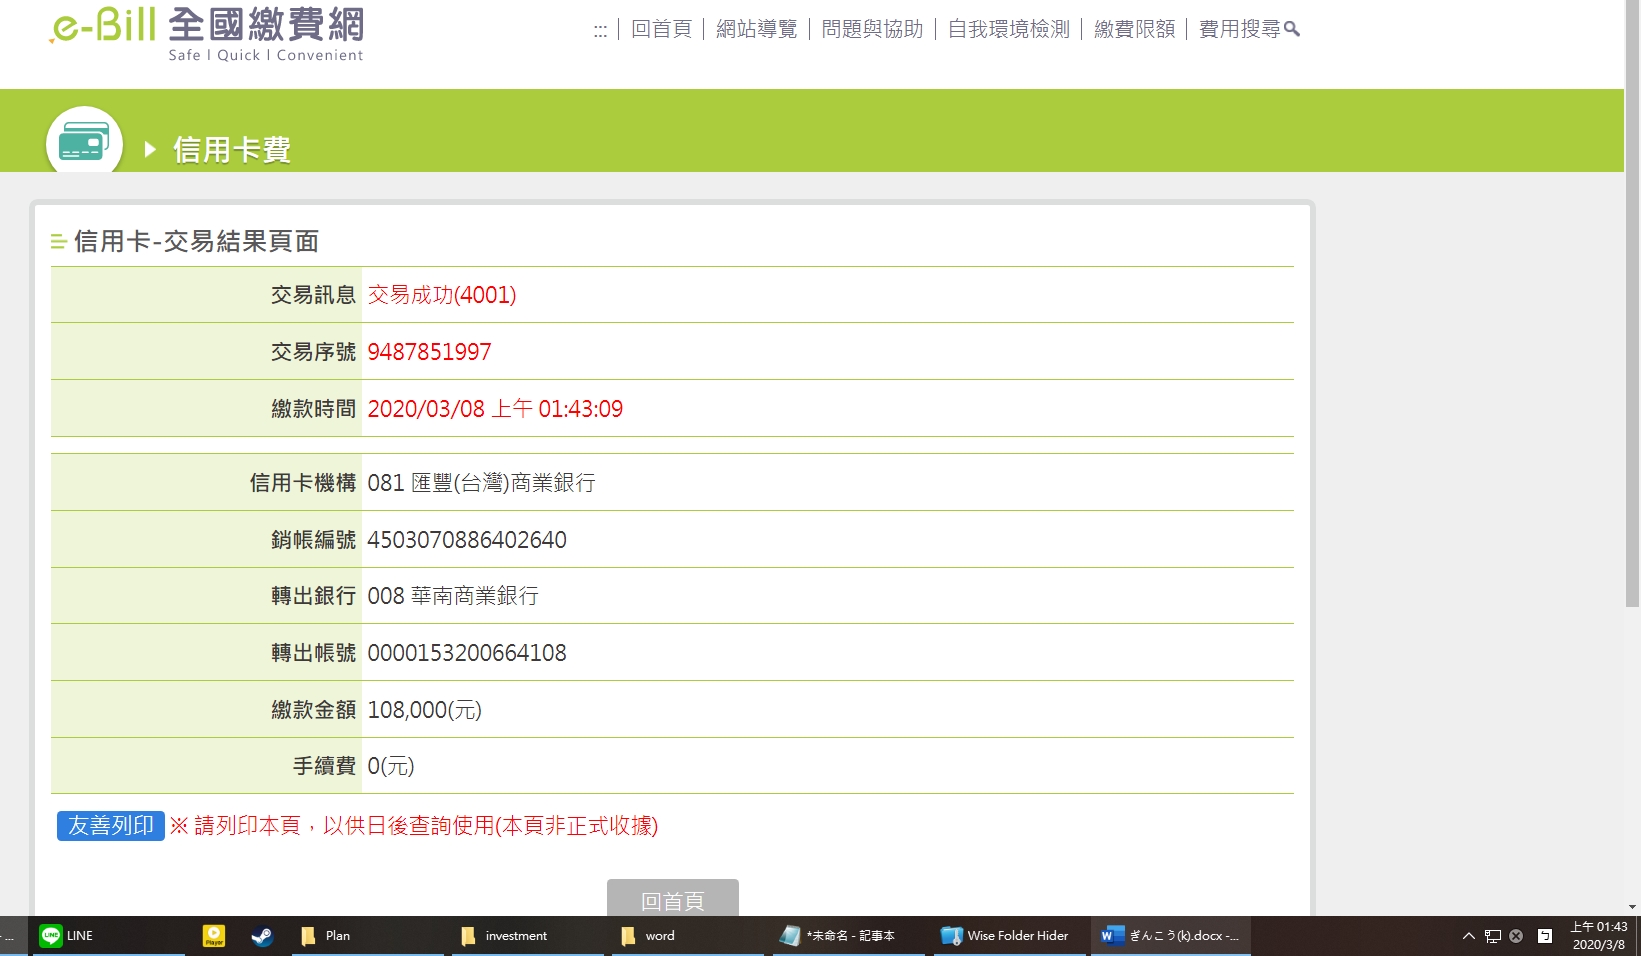 e-Bill 全國繳費網
Safe | Quick | Convenient
::: | 回首頁 | 網站導覽 | 問題與協助 | 自我環境檢測 | 繳費限額 | 費用搜尋
信用卡費
信用卡-交易結果頁面
交易訊息 交易成功(4001)
交易序號 9487851997
繳款時間 2020/03/08 上午 01:43:09
信用卡機構 081 匯豐(台灣)商業銀行
銷帳編號 4503070886402640
轉出銀行 008 華南商業銀行
轉出帳號 0000153200664108
繳款金額 108,000(元)
手續費 0(元)
友善列印 ※ 請列印本頁，以供日後查詢使用(本頁非正式收據)
回首頁
- ... LINE Player Plan investment word *未命名 - 記事本 Wise Folder Hider ぎんこう(k).docx -... 上午 01:43
2020/3/8